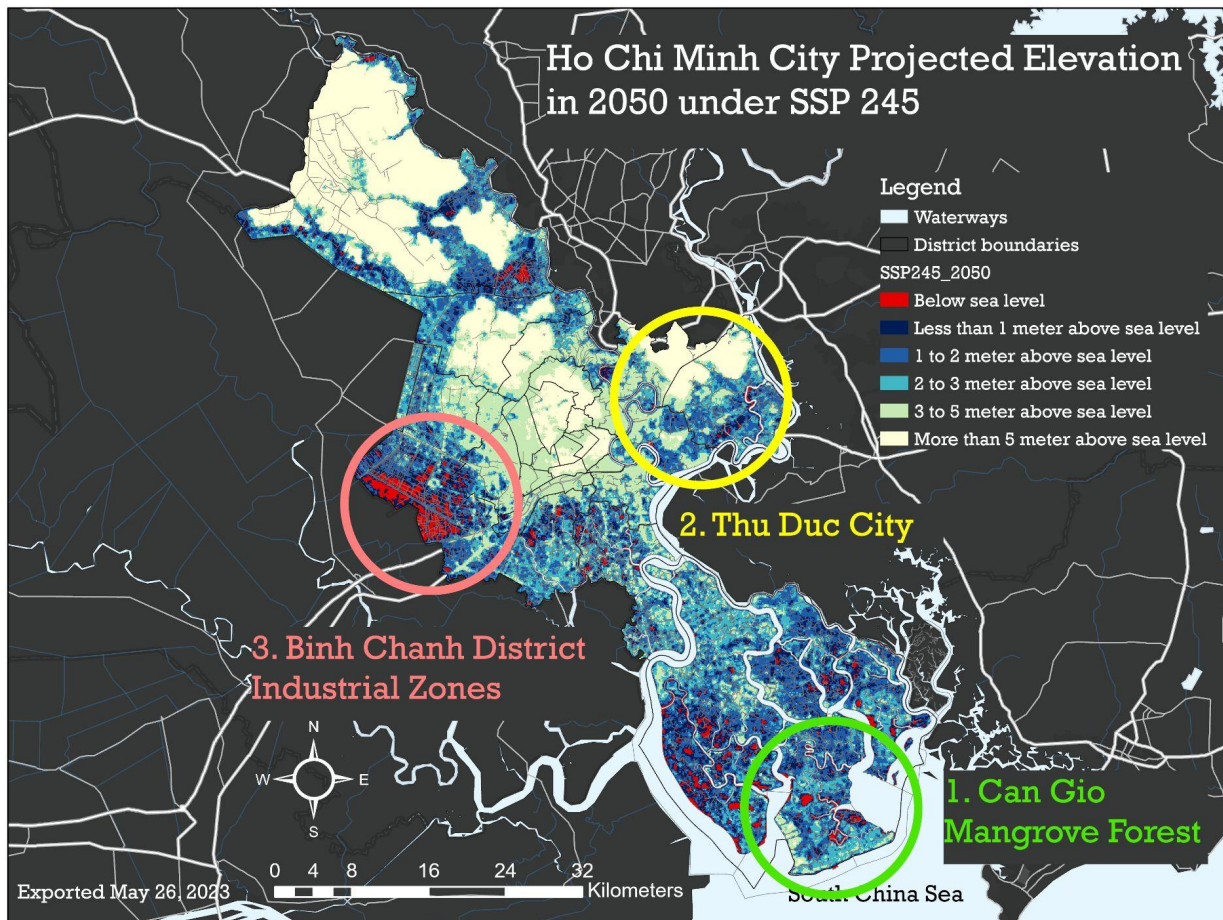 Ho Chi Minh City Projected Elevation
in 2050 under SSP 245
Legend
Waterways
District boundaries
SSP245_2050
Below sea level
Less than 1 meter above sea level
1 to 2 meter above sea level
2 to 3 meter above sea level
3 to 5 meter above sea level
More than 5 meter above sea level
2. Thu Duc City
3. Binh Chanh District
Industrial Zones
1. Can Gio
Mangrove Forest
N
W E
S
0 4 8 16 24 32
Kilometers
Exported May 26, 2023
South China Sea